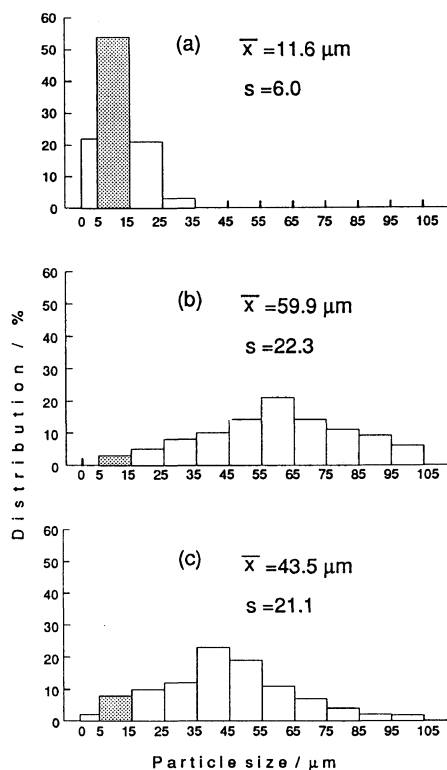 60
50
40
30
20
10
0
(a)
x̄ =11.6 µm
s =6.0
0 5 15 25 35 45 55 65 75 85 95 105
60
50
40
30
20
10
0
(b)
x̄ =59.9 µm
s =22.3
0 5 15 25 35 45 55 65 75 85 95 105
60
50
40
30
20
10
0
(c)
x̄ =43.5 µm
s =21.1
0 5 15 25 35 45 55 65 75 85 95 105
Distribution / %
Particle size / µm